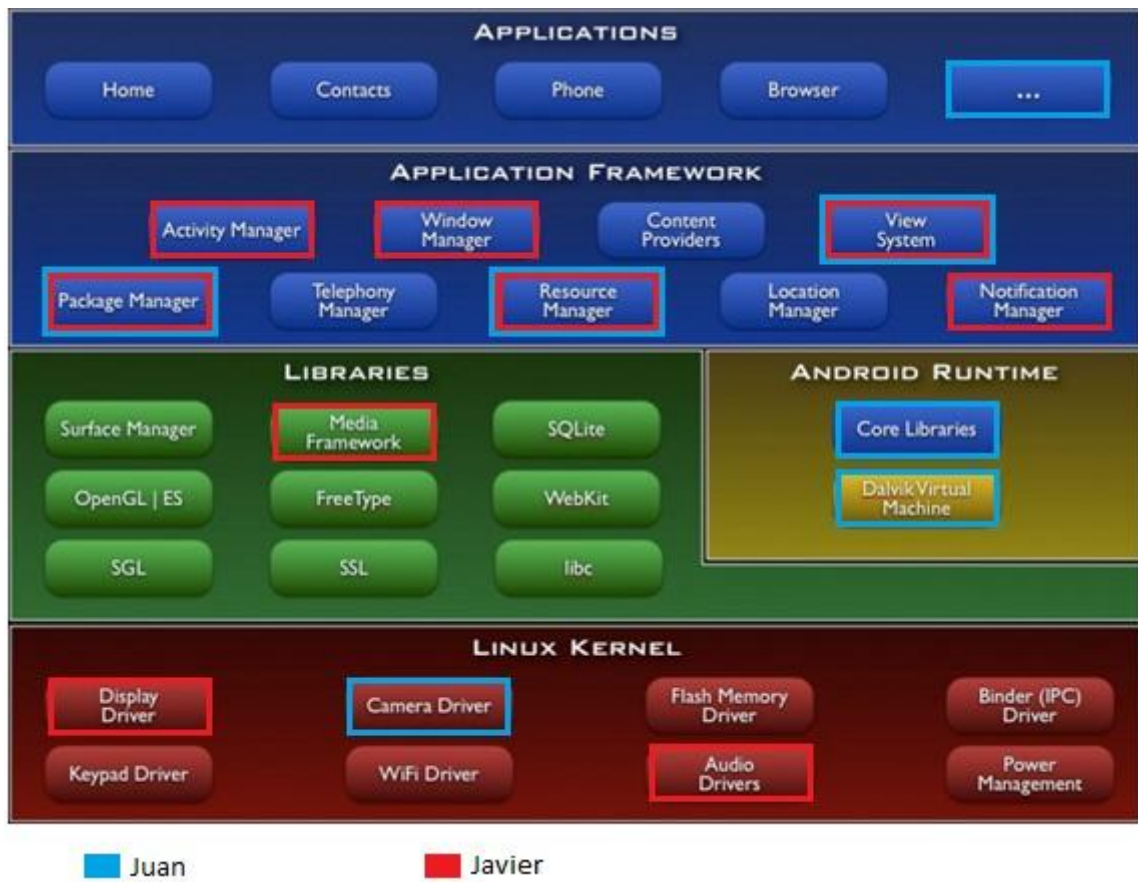 APPLICATIONS
Home
Contacts
Phone
Browser
...
APPLICATION FRAMEWORK
Activity Manager
Window
Manager
Content
Providers
View
System
Package Manager
Telephony
Manager
Resource
Manager
Location
Manager
Notification
Manager
LIBRARIES
Surface Manager
Media
Framework
SQLite
OpenGL | ES
FreeType
WebKit
SGL
SSL
libc
ANDROID RUNTIME
Core Libraries
Dalvik Virtual
Machine
LINUX KERNEL
Display
Driver
Camera Driver
Flash Memory
Driver
Binder (IPC)
Driver
Keypad Driver
WiFi Driver
Audio
Drivers
Power
Management
Juan
Javier